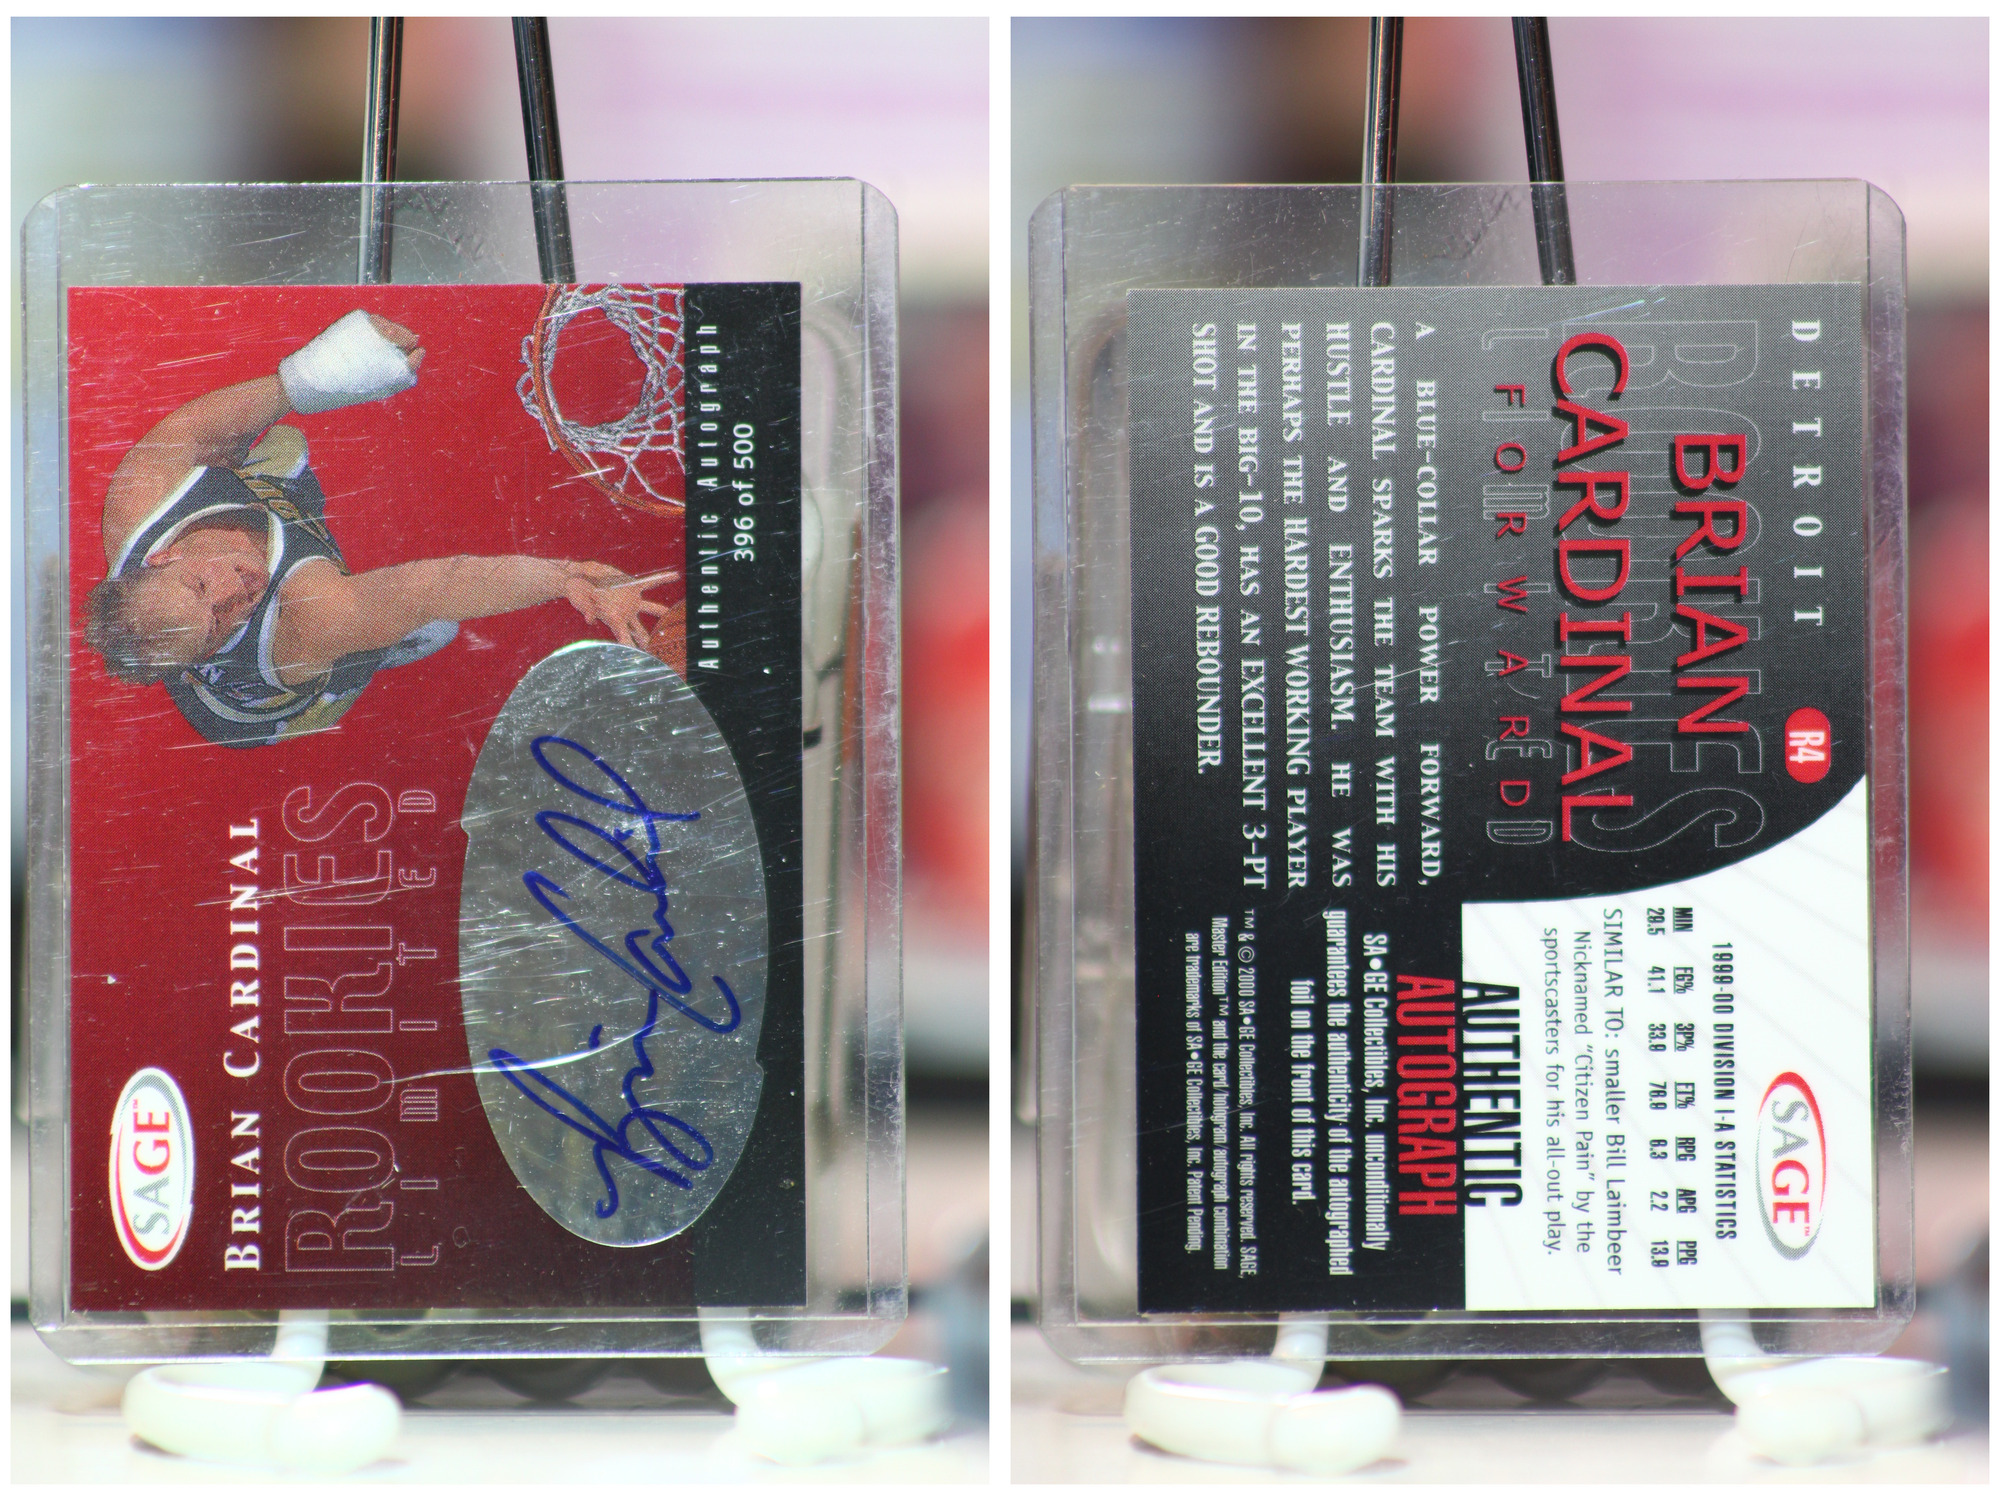 Authentic Autograph
396 of 500
BRIAN CARDINAL
ROOKIES
LIMITED
SAGE™
DETROIT
R4
ROOKIES
BRIAN
CARDINAL
LIMITED
FORWARD
A BLUE-COLLAR POWER FORWARD,
CARDINAL SPARKS THE TEAM WITH HIS
HUSTLE AND ENTHUSIASM. HE WAS
PERHAPS THE HARDEST WORKING PLAYER
IN THE BIG-10, HAS AN EXCELLENT 3-PT
SHOT AND IS A GOOD REBOUNDER.
SAGE™
1999-00 DIVISION I-A STATISTICS
MIN FG% 3P% FT% RPG APG PPG
29.5 41.1 33.9 76.9 6.3 2.2 13.9
SIMILAR TO: smaller Bill Laimbeer
Nicknamed "Citizen Pain" by the
sportscasters for his all-out play.
AUTHENTIC
AUTOGRAPH
SA•GE Collectibles, Inc. unconditionally
guarantees the authenticity of the autographed
foil on the front of this card.
™ & © 2000 SA•GE Collectibles, Inc. All rights reserved. SAGE,
Master Edition™ and the card/hologram/autograph combination
are trademarks of SA•GE Collectibles, Inc. Patent Pending.